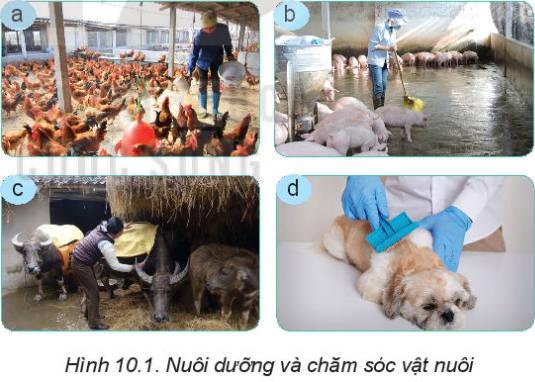 a
b
c
d
Hình 10.1. Nuôi dưỡng và chăm sóc vật nuôi